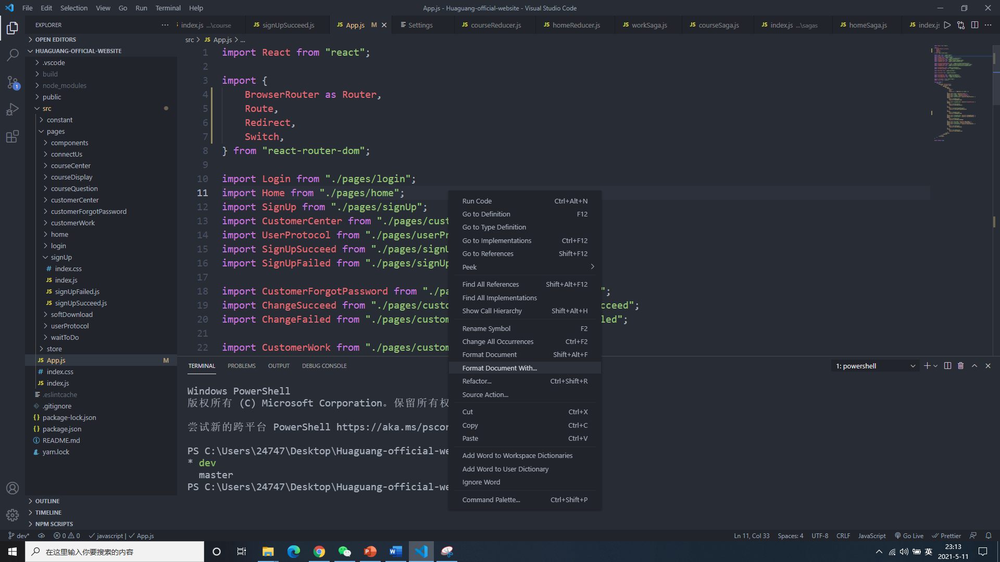 File Edit Selection View Go Run Terminal Help
App.js - Huaguang-official-website - Visual Studio Code
EXPLORER
index.js ...\course
JS signUpSucceed.js
JS App.js M
Settings
JS courseReducer.js
JS homeReducer.js
JS workSaga.js
JS courseSaga.js
JS index.js ...\sagas
JS homeSaga.js
JS index.js
OPEN EDITORS
HUAGUANG-OFFICIAL-WEBSITE
.vscode
build
node_modules
public
src
constant
pages
components
connectUs
courseCenter
courseDisplay
courseQuestion
customerCenter
customerForgotPassword
customerWork
home
login
signUp
# index.css
JS index.js
JS signUpFailed.js
JS signUpSucceed.js
softDownload
userProtocol
waitToDo
store
JS App.js M
# index.css
JS index.js
.eslintcache
.gitignore
{} package-lock.json
{} package.json
README.md
yarn.lock
OUTLINE
TIMELINE
NPM SCRIPTS
1
src > JS App.js > ...
1 import React from "react";
2
3 import {
4 BrowserRouter as Router,
5 Route,
6 Redirect,
7 Switch,
8 } from "react-router-dom";
9
10 import Login from "./pages/login";
11 import Home from "./pages/home";
12 import SignUp from "./pages/signUp";
13 import CustomerCenter from "./pages/cust
14 import UserProtocol from "./pages/userPr
15 import SignUpSucceed from "./pages/signU
16 import SignUpFailed from "./pages/signUp
17
18 import CustomerForgotPassword from "./pa ";
19 import ChangeSucceed from "./pages/custo cceed";
20 import ChangeFailed from "./pages/custom led";
21
22 import CustomerWork from "./pages/custom
Run Code Ctrl+Alt+N
Go to Definition F12
Go to Type Definition
Go to Implementations Ctrl+F12
Go to References Shift+F12
Peek
Find All References Shift+Alt+F12
Find All Implementations
Show Call Hierarchy Shift+Alt+H
Rename Symbol F2
Change All Occurrences Ctrl+F2
Format Document Shift+Alt+F
Format Document With...
Refactor... Ctrl+Shift+R
Source Action...
Cut Ctrl+X
Copy Ctrl+C
Paste Ctrl+V
Add Word to Workspace Dictionaries
Add Word to User Dictionary
Ignore Word
Command Palette... Ctrl+Shift+P
TERMINAL PROBLEMS OUTPUT DEBUG CONSOLE
1: powershell
Windows PowerShell
版权所有 (C) Microsoft Corporation。保留所有权
尝试新的跨平台 PowerShell https://aka.ms/pscor
PS C:\Users\24747\Desktop\Huaguang-official-we
* dev
master
PS C:\Users\24747\Desktop\Huaguang-official-we
dev* 0 0 javascript | App.js
Ln 11, Col 33 Spaces: 4 UTF-8 CRLF JavaScript Go Live Prettier
在这里输入你要搜索的内容
英
23:13
2021-5-11